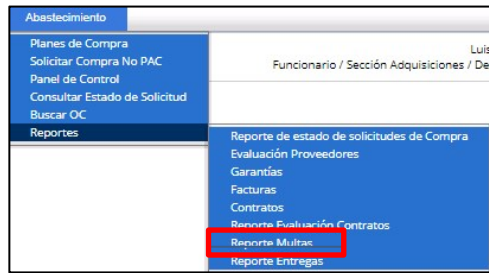 Abastecimiento
Planes de Compra
Solicitar Compra No PAC
Panel de Control
Consultar Estado de Solicitud
Buscar OC
Reportes
Luis
Funcionario / Sección Adquisiciones / De
Reporte de estado de solicitudes de Compra
Evaluación Proveedores
Garantías
Facturas
Contratos
Reporte Evaluación Contratos
Reporte Multas
Reporte Entregas